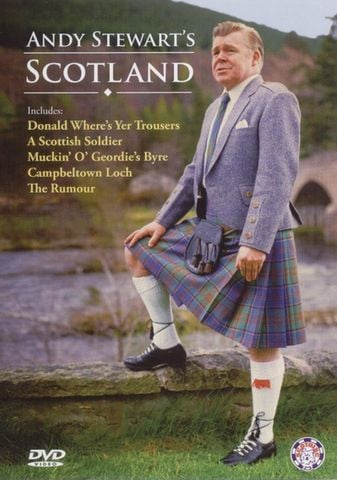 ANDY STEWART'S
SCOTLAND
Includes:
Donald Where's Yer Trousers
A Scottish Soldier
Muckin' O' Geordie's Byre
Campbeltown Loch
The Rumour
DVD
VIDEO